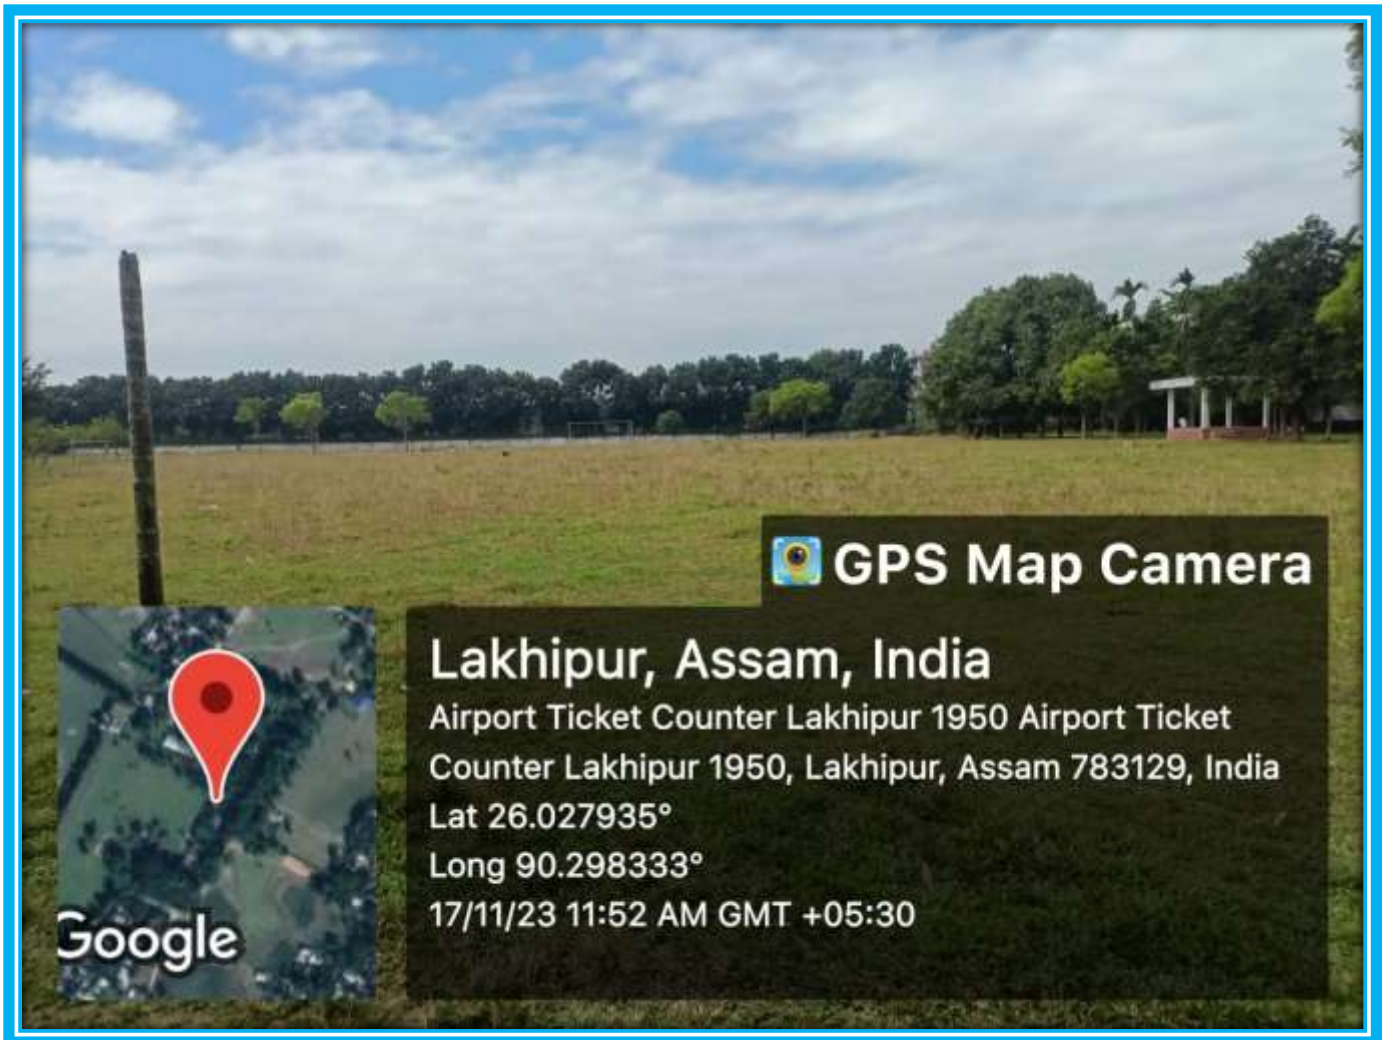 GPS Map Camera
Lakhipur, Assam, India
Airport Ticket Counter Lakhipur 1950 Airport Ticket
Counter Lakhipur 1950, Lakhipur, Assam 783129, India
Lat 26.027935°
Long 90.298333°
17/11/23 11:52 AM GMT +05:30
Google